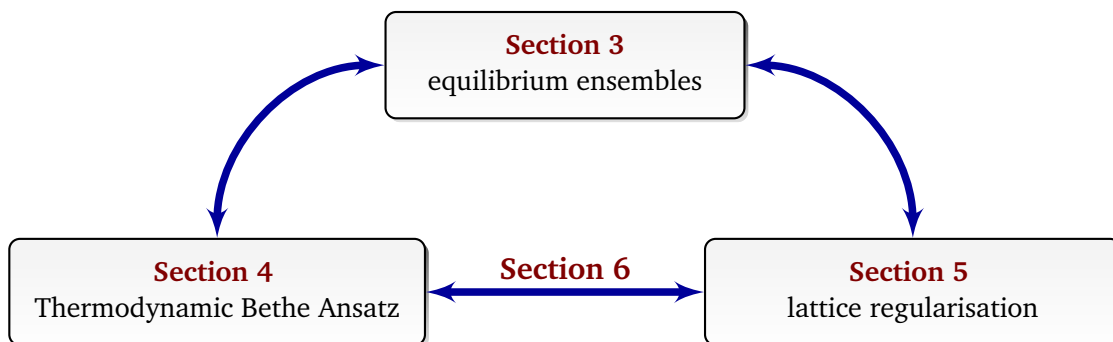 Section 3
equilibrium ensembles
Section 4
Thermodynamic Bethe Ansatz
Section 6
Section 5
lattice regularisation